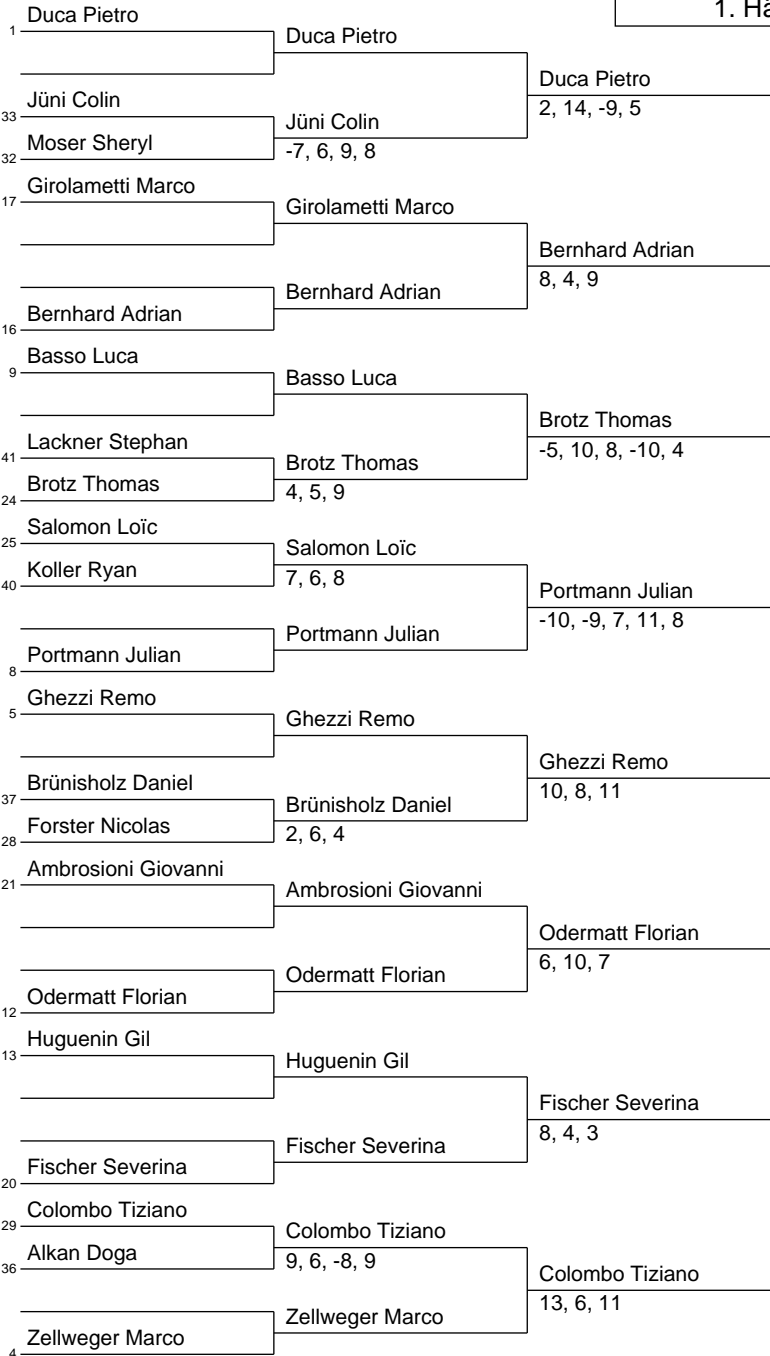 1. Hä
Duca Pietro
1
Duca Pietro
Duca Pietro
2, 14, -9, 5
Jüni Colin
33
Jüni Colin
-7, 6, 9, 8
Moser Sheryl
32
Girolametti Marco
17
Girolametti Marco
Bernhard Adrian
8, 4, 9
Bernhard Adrian
Bernhard Adrian
16
Basso Luca
9
Basso Luca
Brotz Thomas
-5, 10, 8, -10, 4
Lackner Stephan
41
Brotz Thomas
4, 5, 9
Brotz Thomas
24
Salomon Loïc
25
Salomon Loïc
7, 6, 8
Koller Ryan
40
Portmann Julian
-10, -9, 7, 11, 8
Portmann Julian
Portmann Julian
8
Ghezzi Remo
5
Ghezzi Remo
Ghezzi Remo
10, 8, 11
Brünisholz Daniel
37
Brünisholz Daniel
2, 6, 4
Forster Nicolas
28
Ambrosioni Giovanni
21
Ambrosioni Giovanni
Odermatt Florian
6, 10, 7
Odermatt Florian
Odermatt Florian
12
Huguenin Gil
13
Huguenin Gil
Fischer Severina
8, 4, 3
Fischer Severina
Fischer Severina
20
Colombo Tiziano
29
Colombo Tiziano
9, 6, -8, 9
Alkan Doga
36
Colombo Tiziano
13, 6, 11
Zellweger Marco
Zellweger Marco
4